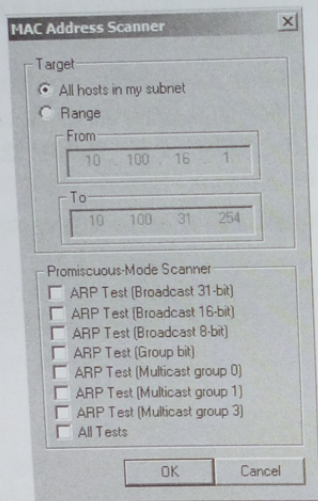 MAC Address Scanner
Target
All hosts in my subnet
Range
From
10 . 100 . 16 . 1
To
10 . 100 . 31 . 254
Promiscuous-Mode Scanner
ARP Test (Broadcast 31-bit)
ARP Test (Broadcast 16-bit)
ARP Test (Broadcast 8-bit)
ARP Test (Group bit)
ARP Test (Multicast group 0)
ARP Test (Multicast group 1)
ARP Test (Multicast group 3)
All Tests
OK
Cancel